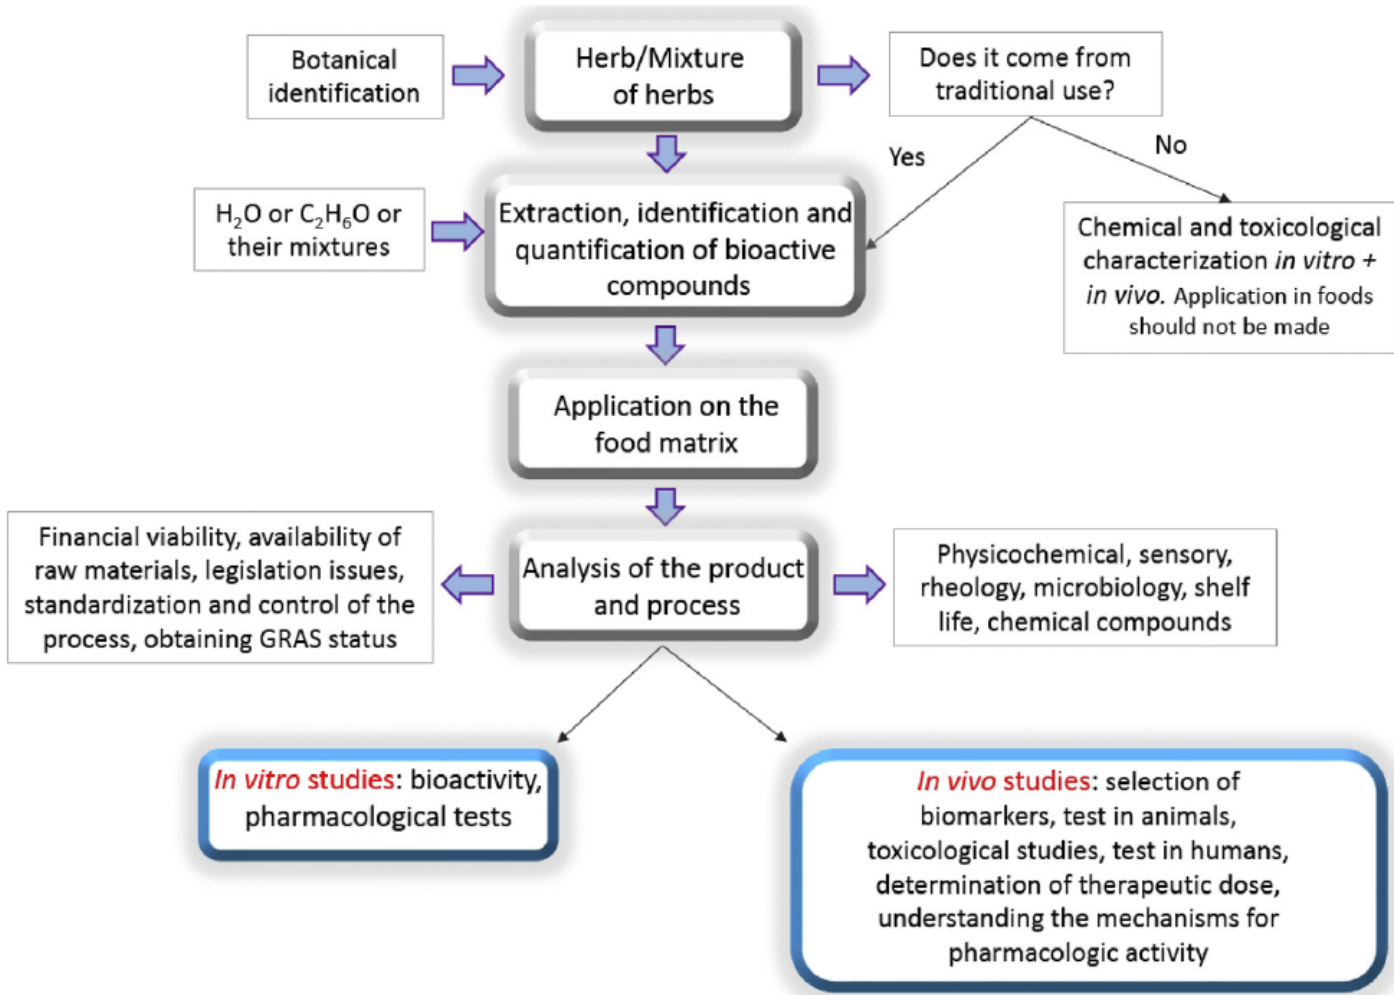 Botanical
identification
Herb/Mixture
of herbs
Does it come from
traditional use?
Yes
No
H₂O or C₂H₆O or
their mixtures
Extraction, identification and
quantification of bioactive
compounds
Chemical and toxicological
characterization in vitro +
in vivo. Application in foods
should not be made
Application on the
food matrix
Financial viability, availability of
raw materials, legislation issues,
standardization and control of the
process, obtaining GRAS status
Analysis of the product
and process
Physicochemical, sensory,
rheology, microbiology, shelf
life, chemical compounds
In vitro studies: bioactivity,
pharmacological tests
In vivo studies: selection of
biomarkers, test in animals,
toxicological studies, test in humans,
determination of therapeutic dose,
understanding the mechanisms for
pharmacologic activity